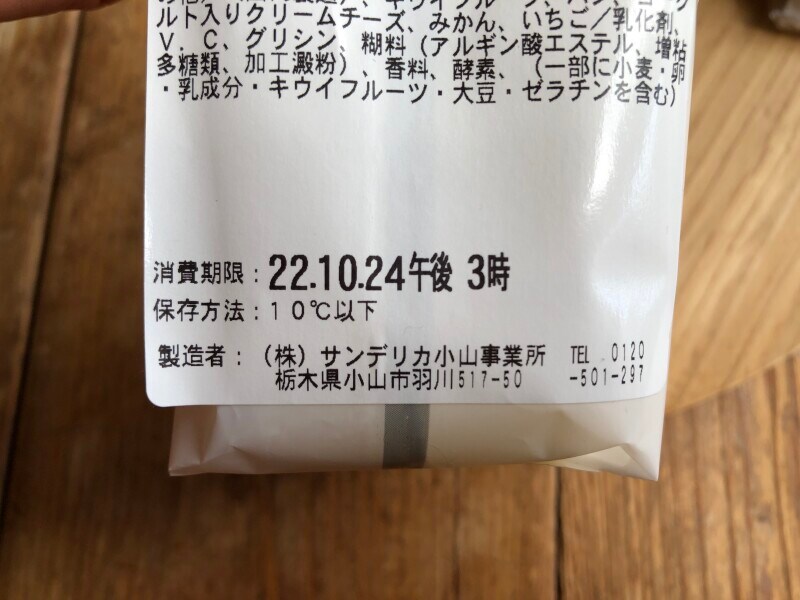 ルト入りクリームチーズ、みかん、いちご/乳化剤、
V.C、グリシン、糊料(アルギン酸エステル、増粘
多糖類、加工澱粉)、香料、酵素、(一部に小麦・卵
・乳成分・キウイフルーツ・大豆・ゼラチンを含む)
消費期限:22.10.24午後 3時
保存方法:10℃以下
製造者:(株)サンデリカ小山事業所 TEL 0120
栃木県小山市羽川517-50 -501-297